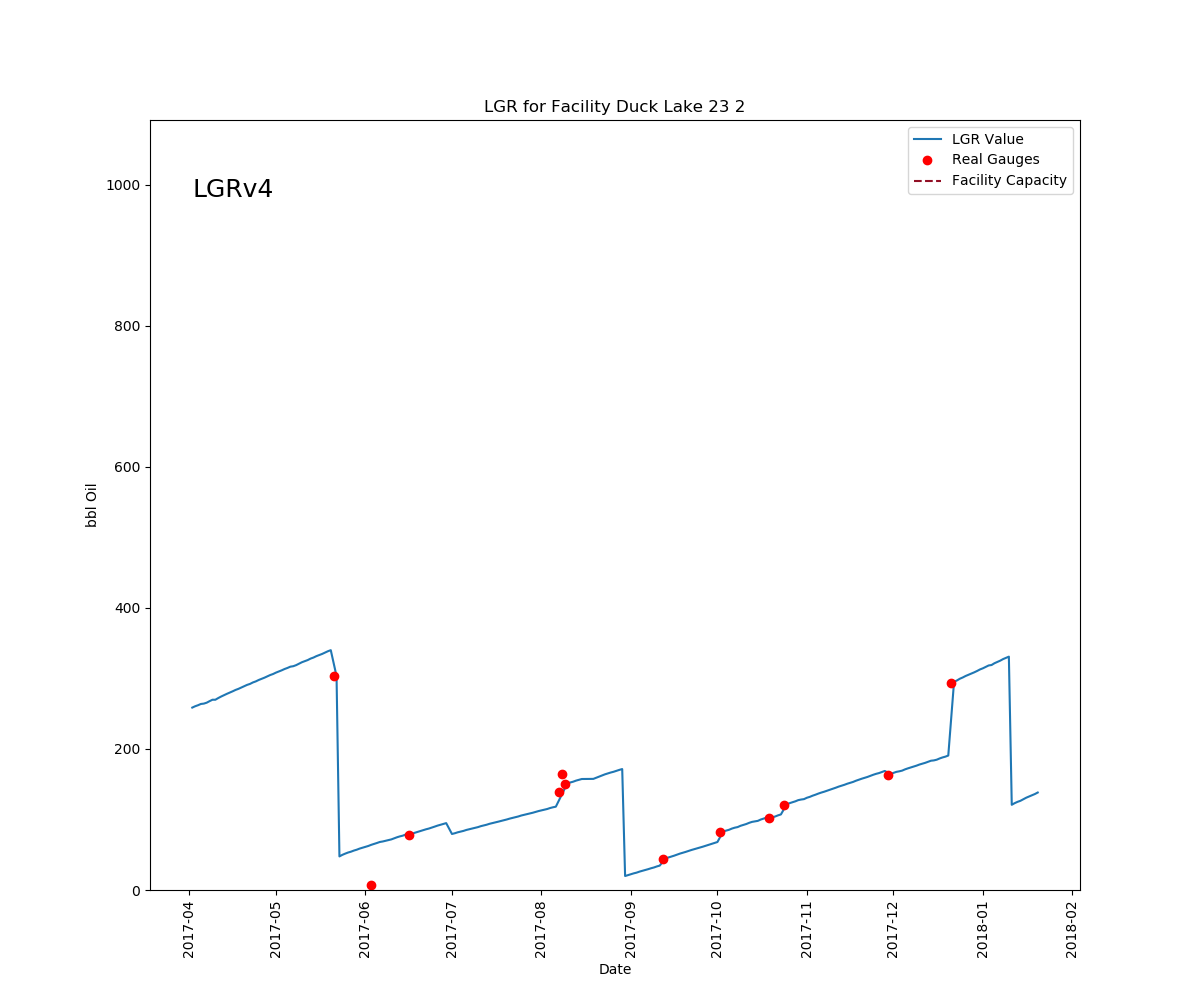 LGR for Facility Duck Lake 23 2
LGR Value
Real Gauges
Facility Capacity
LGRv4
1000
800
600
400
200
0
bbl Oil
2017-04
2017-05
2017-06
2017-07
2017-08
2017-09
2017-10
2017-11
2017-12
2018-01
2018-02
Date